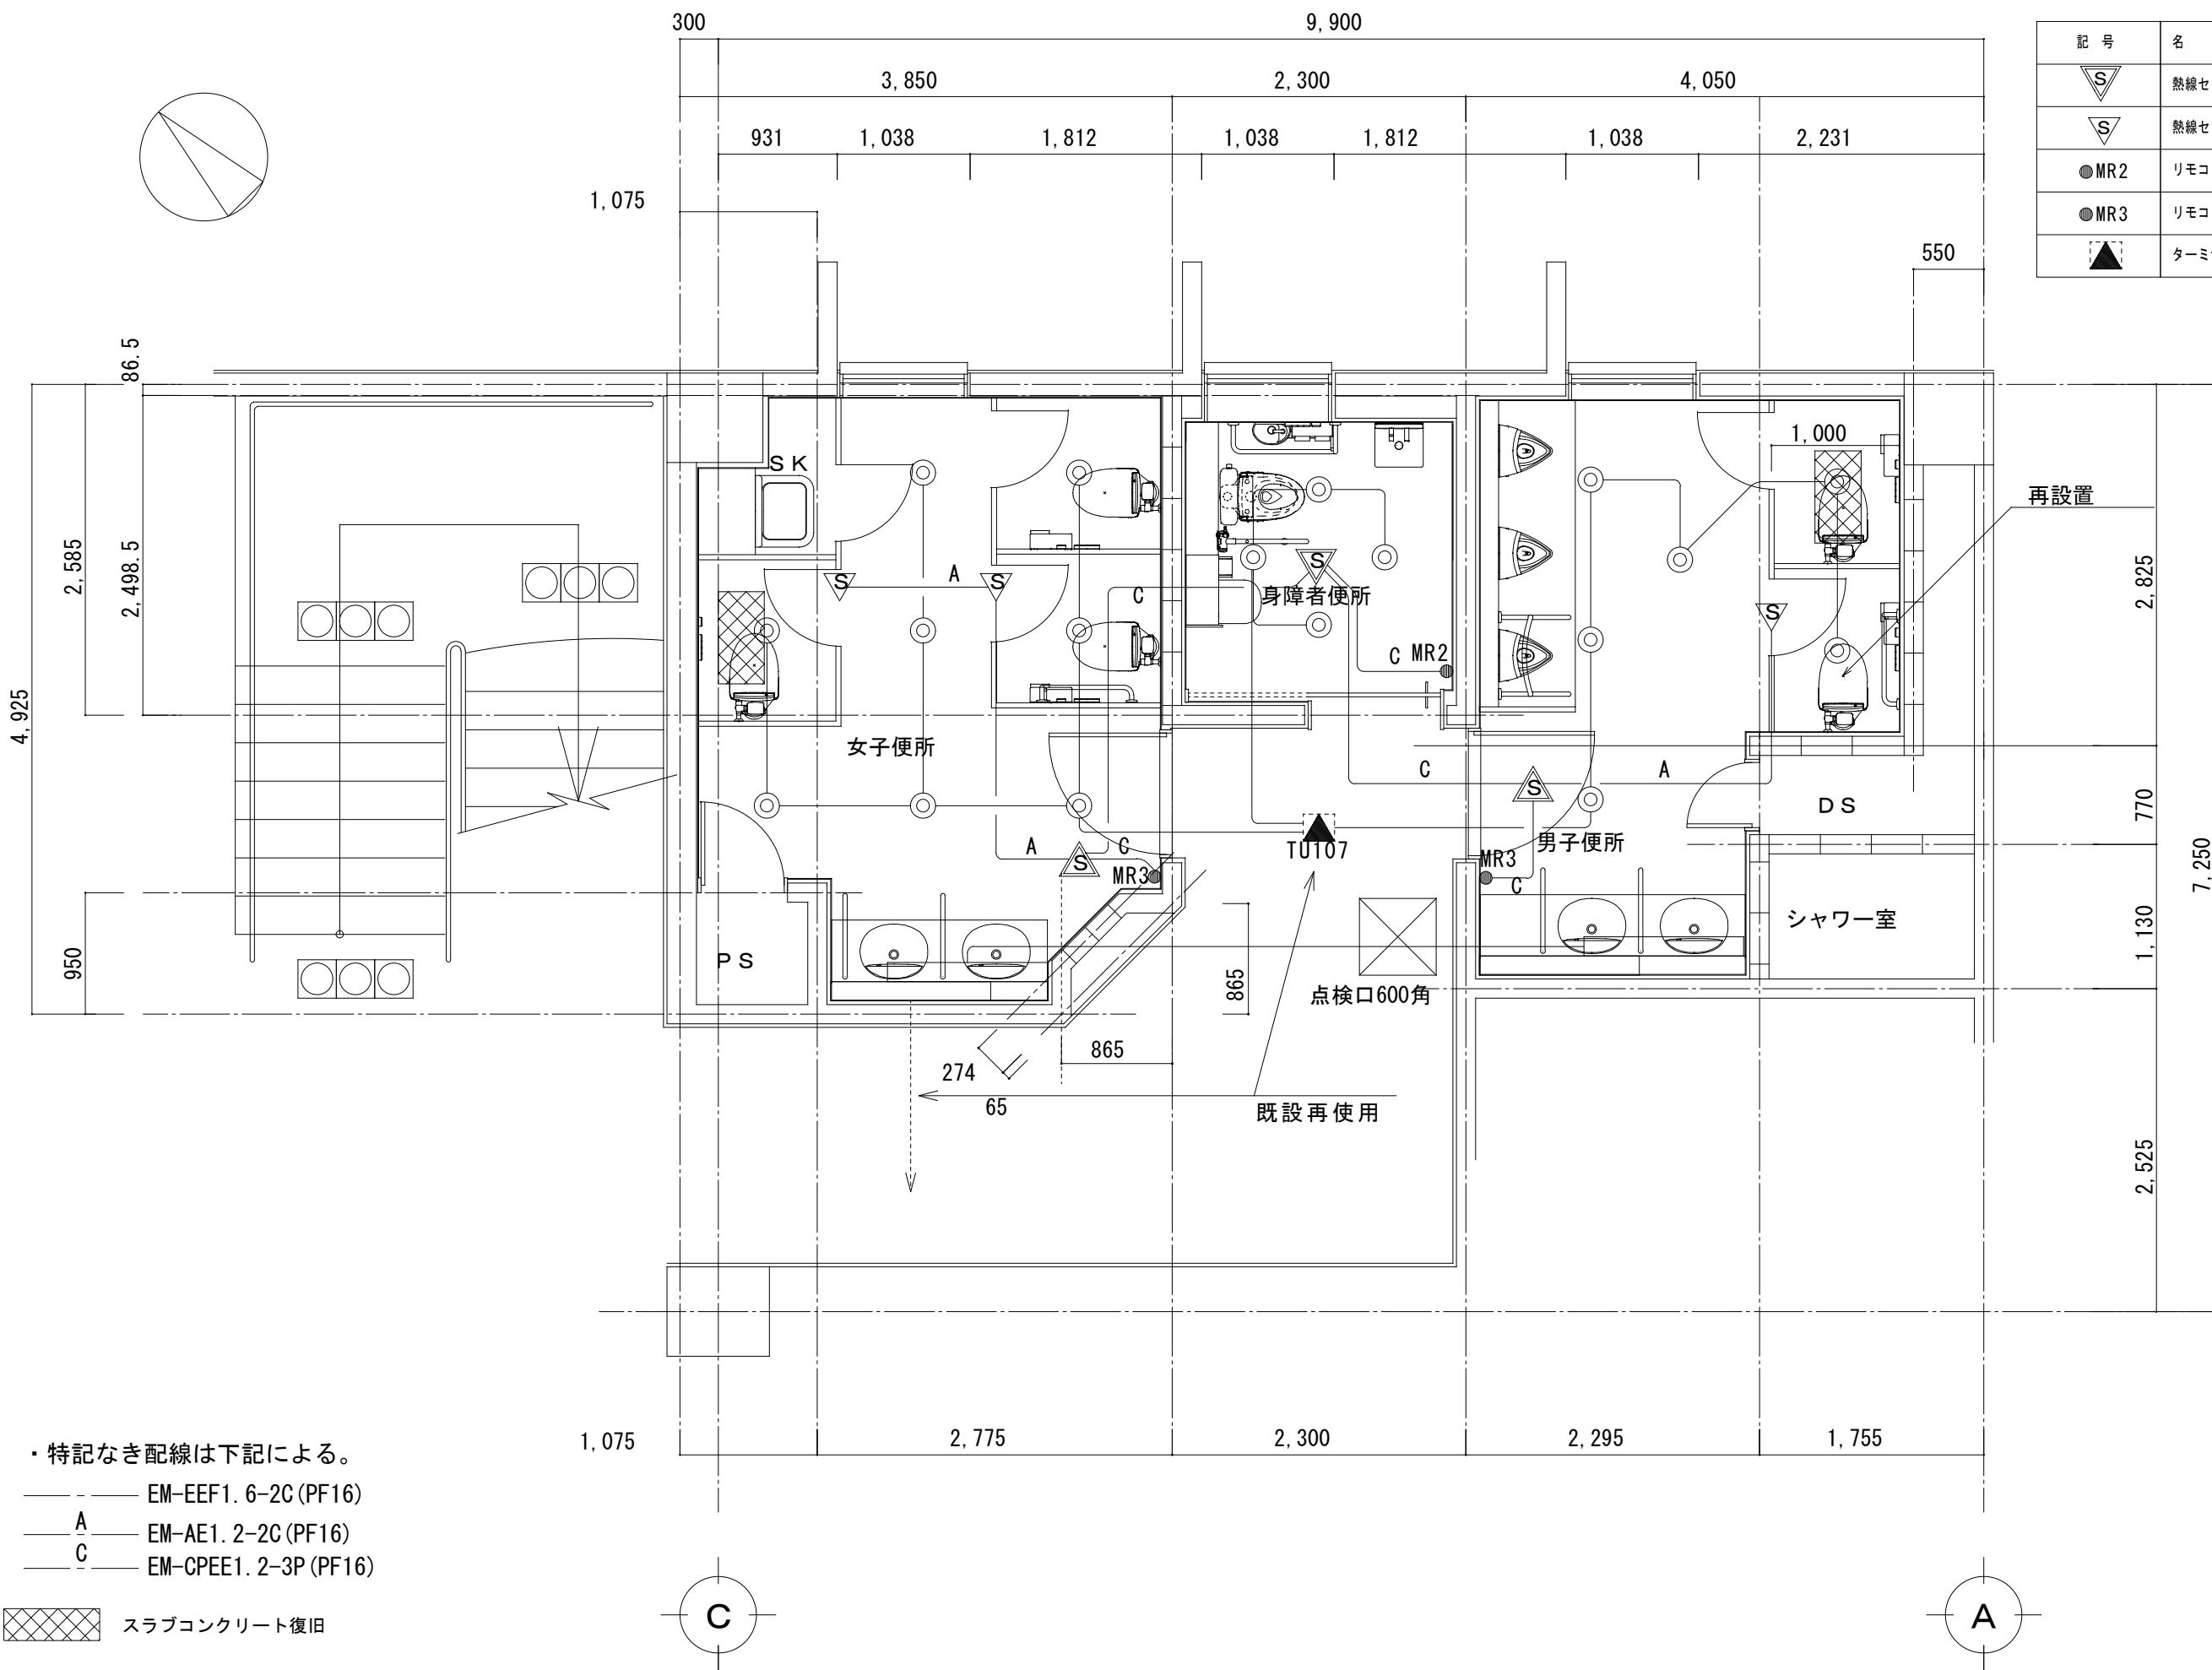 300
9,900
3,850
2,300
4,050
931
1,038
1,812
1,038
1,812
1,038
2,231
1,075
550
記 号
名
S
熱線セ
S
熱線セ
MR2
リモコ
MR3
リモコ
86.5
2,585
2,498.5
4,925
950
SK
1,000
再設置
S
A
S
C
S
身障者便所
C
MR2
S
女子便所
C
A
S
DS
TU107
男子便所
A
S
C
MR3
MR3
C
シャワー室
PS
点検口600角
865
865
274
65
既設再使用
2,825
770
1,130
7,250
2,525
1,075
2,775
2,300
2,295
1,755
・特記なき配線は下記による。
EM-EEF1.6-2C(PF16)
A
EM-AE1.2-2C(PF16)
C
EM-CPEE1.2-3P(PF16)
スラブコンクリート復旧
C
A